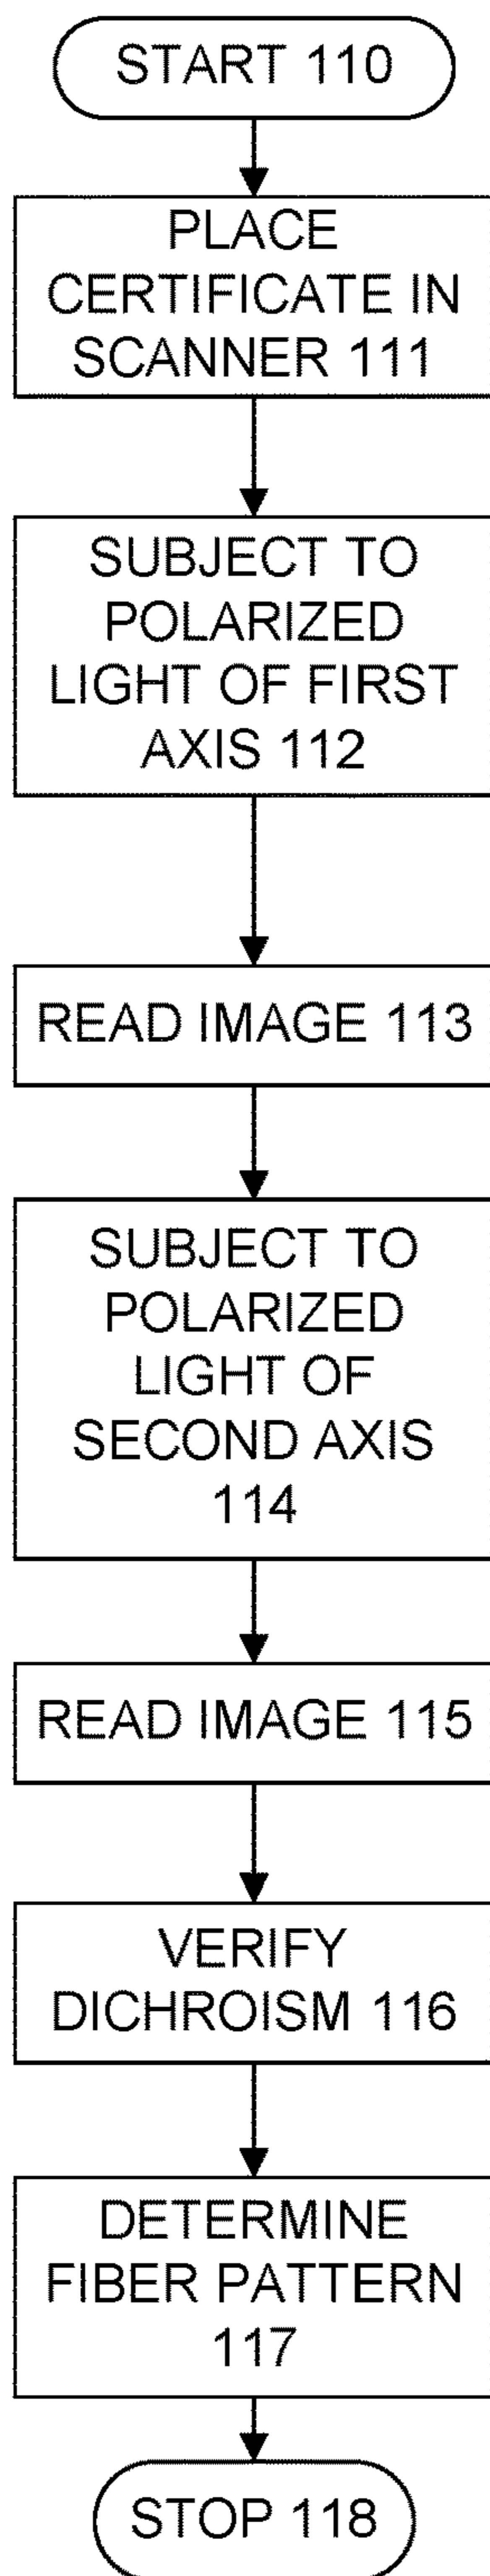 START 110
PLACE
CERTIFICATE IN
SCANNER 111
SUBJECT TO
POLARIZED
LIGHT OF FIRST
AXIS 112
READ IMAGE 113
SUBJECT TO
POLARIZED
LIGHT OF
SECOND AXIS
114
READ IMAGE 115
VERIFY
DICHROISM 116
DETERMINE
FIBER PATTERN
117
STOP 118